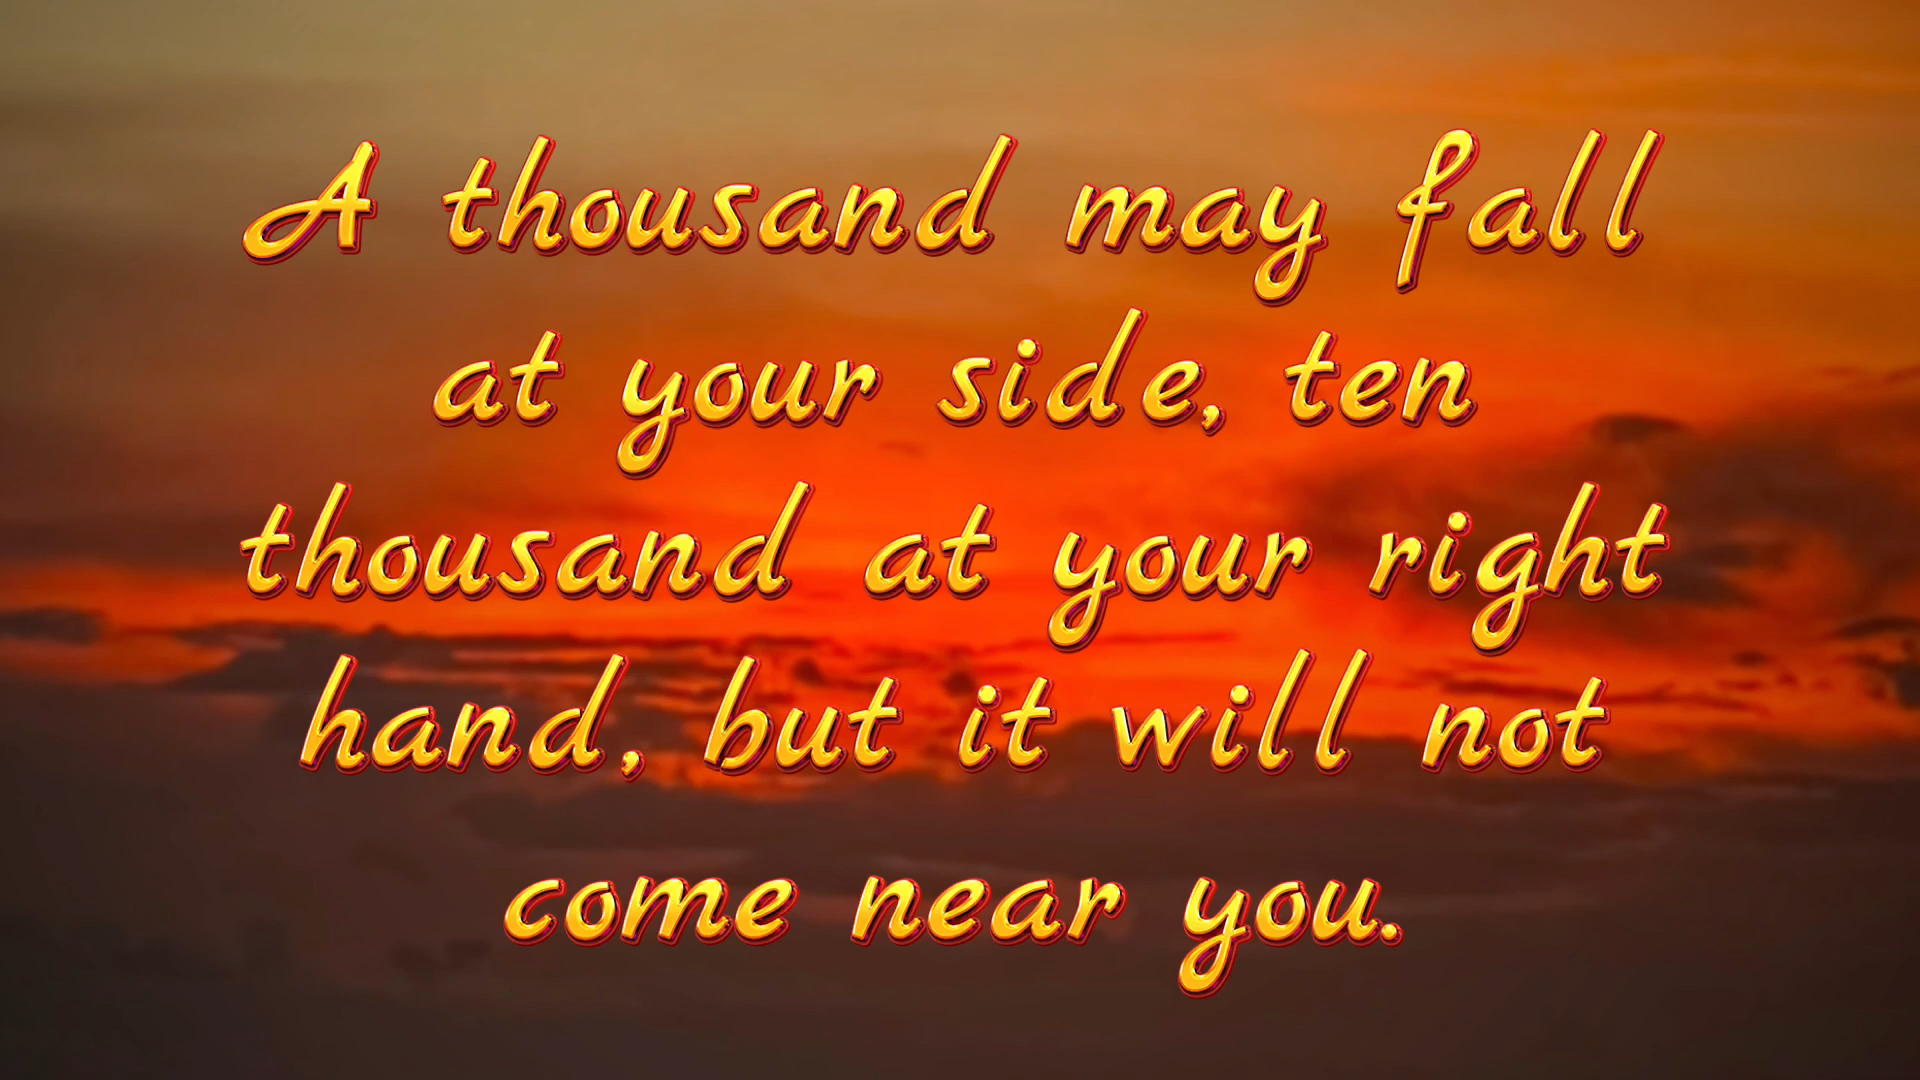 A thousand may fall
at your side, ten
thousand at your right
hand, but it will not
come near you.